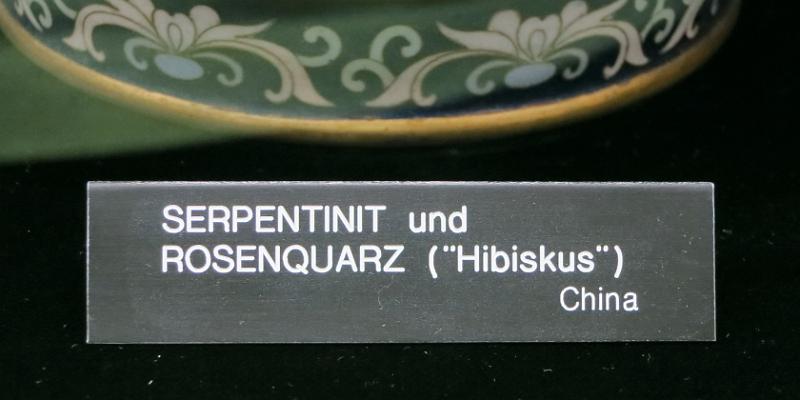 SERPENTINIT und
ROSENQUARZ ("Hibiskus")
China